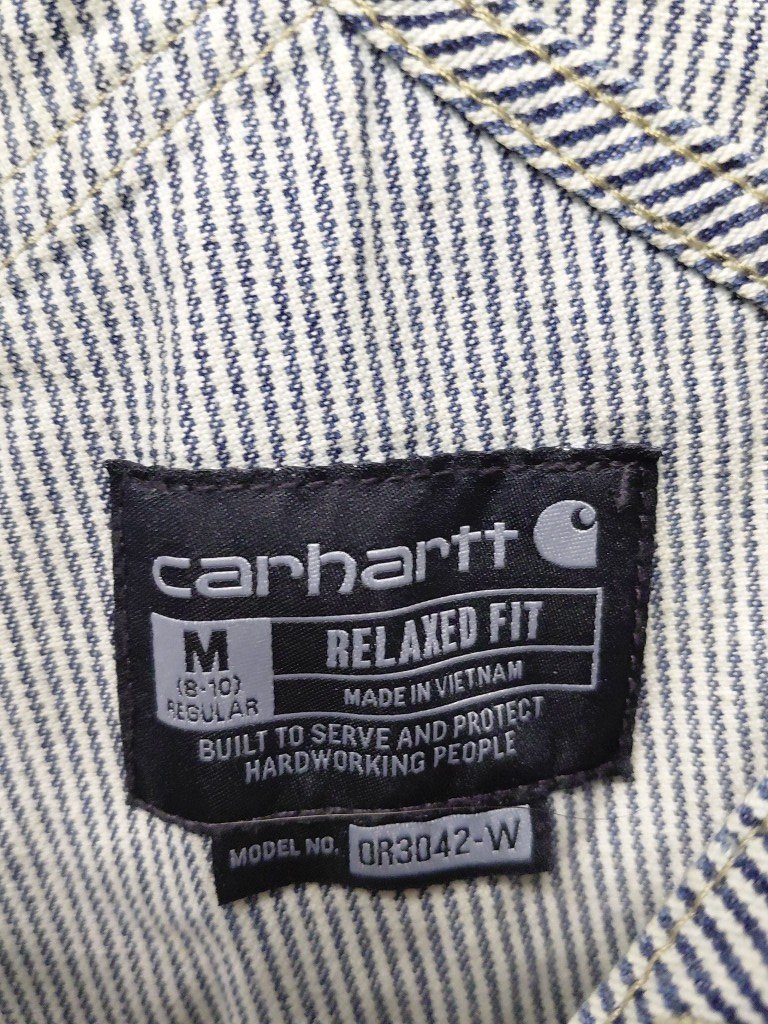 carhartt
M
(8-10)
REGULAR
RELAXED FIT
MADE IN VIETNAM
BUILT TO SERVE AND PROTECT
HARDWORKING PEOPLE
MODEL NO. OR3042-W